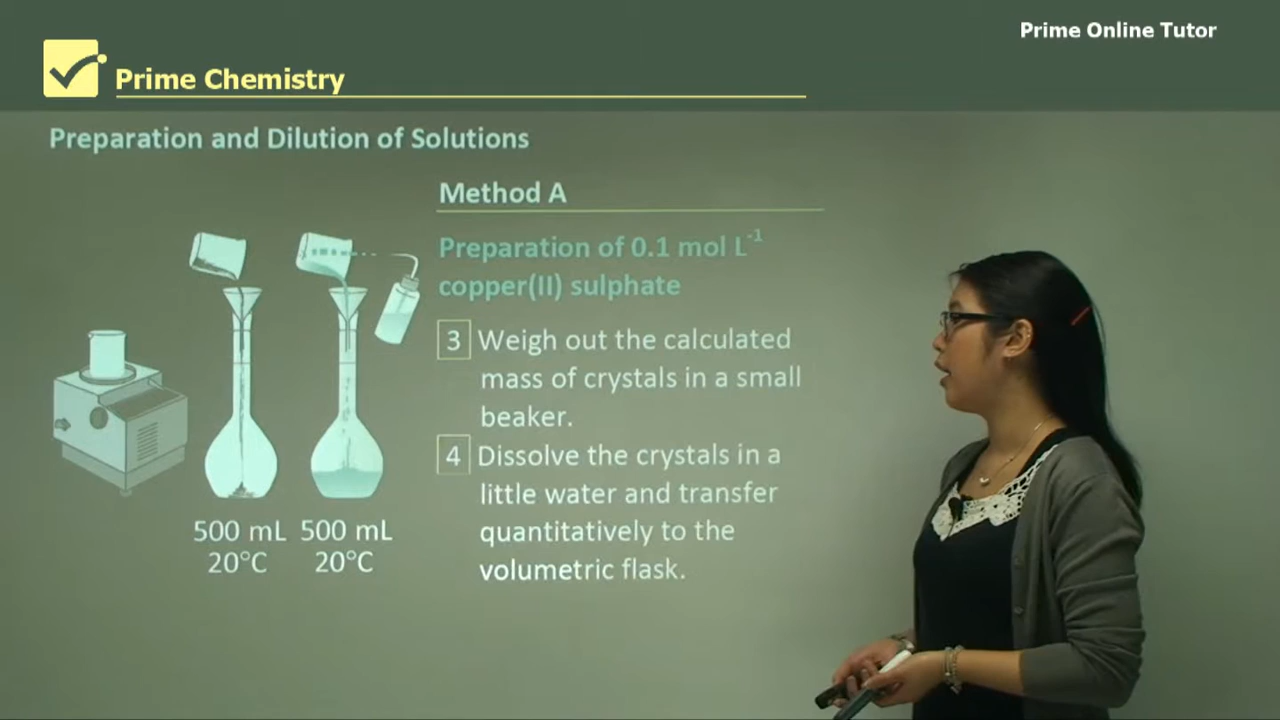 Prime Online Tutor
Prime Chemistry
Preparation and Dilution of Solutions
Method A
Preparation of 0.1 mol L⁻¹
copper(II) sulphate
3 Weigh out the calculated
mass of crystals in a small
beaker.
4 Dissolve the crystals in a
little water and transfer
quantitatively to the
volumetric flask.
500 mL 500 mL
20°C 20°C